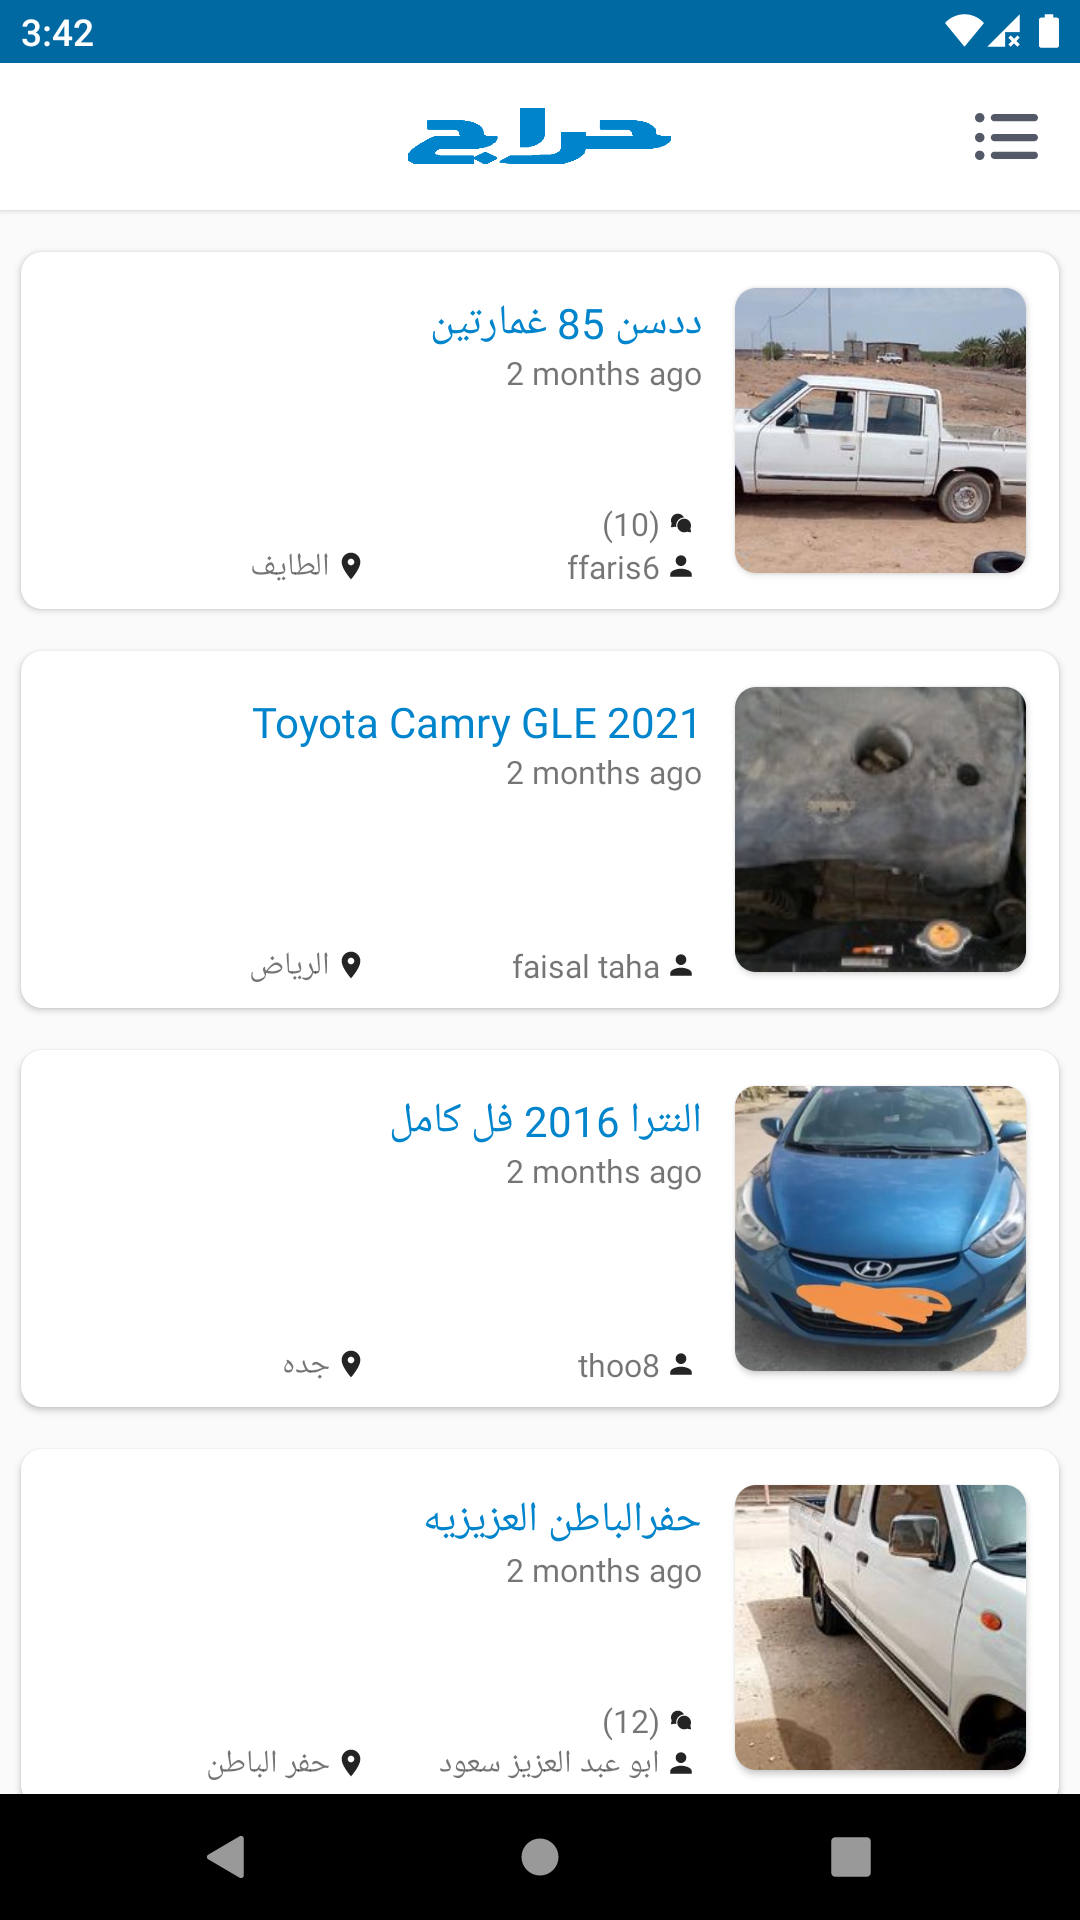 3:42
حراج
ددسن 85 غمارتين
2 months ago
(10)
ffaris6
الطايف
Toyota Camry GLE 2021
2 months ago
faisal taha
الرياض
النترا 2016 فل كامل
2 months ago
thoo8
جده
حفرالباطن العزيزيه
2 months ago
(12)
ابو عبد العزيز سعود
حفر الباطن